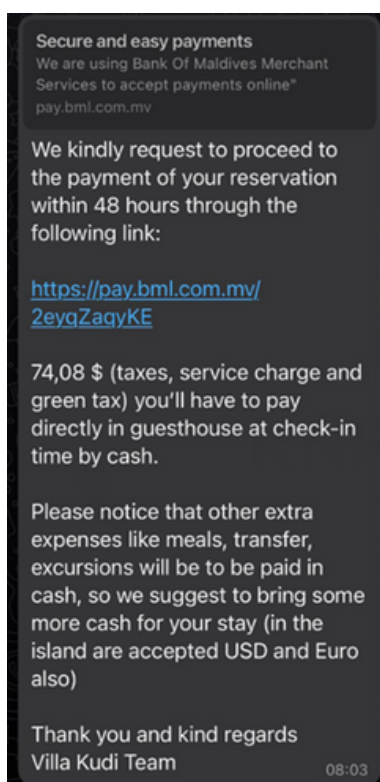 Secure and easy payments
We are using Bank Of Maldives Merchant
Services to accept payments online"
pay.bml.com.mv
We kindly request to proceed to
the payment of your reservation
within 48 hours through the
following link:
https://pay.bml.com.mv/
2eyqZaqyKE
74,08 $ (taxes, service charge and
green tax) you'll have to pay
directly in guesthouse at check-in
time by cash.
Please notice that other extra
expenses like meals, transfer,
excursions will be to be paid in
cash, so we suggest to bring some
more cash for your stay (in the
island are accepted USD and Euro
also)
Thank you and kind regards
Villa Kudi Team
08:03